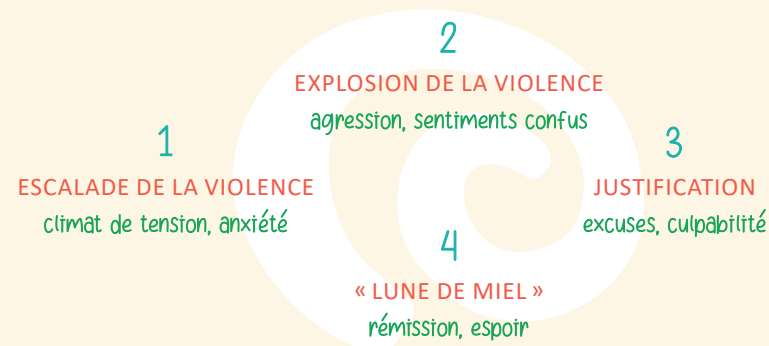 1
ESCALADE DE LA VIOLENCE
climat de tension, anxiété
2
EXPLOSION DE LA VIOLENCE
agression, sentiments confus
3
JUSTIFICATION
excuses, culpabilité
4
« LUNE DE MIEL »
rémission, espoir